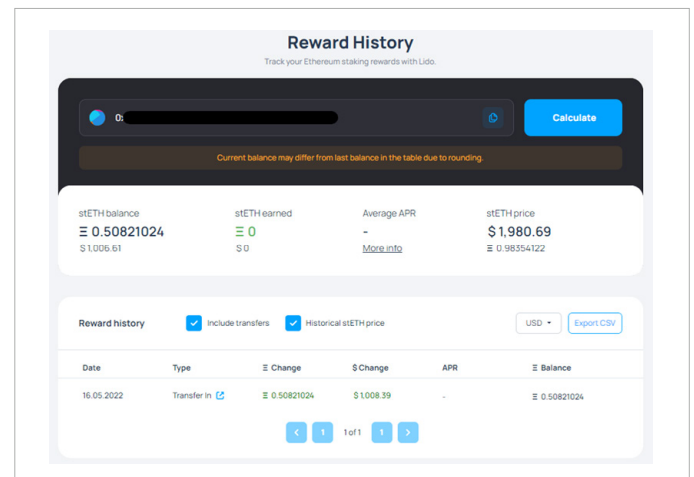 Reward History
Track your Ethereum staking rewards with Lido.
0:
Calculate
Current balance may differ from last balance in the table due to rounding.
stETH balance stETH earned Average APR stETH price
Ξ 0.50821024 Ξ 0 - $ 1,980.69
$ 1,006.61 $ 0 More info Ξ 0.98354122
Reward history Include transfers Historical stETH price USD Export CSV
Date Type Ξ Change $ Change APR Ξ Balance
16.05.2022 Transfer In Ξ 0.50821024 $ 1,008.39 - Ξ 0.50821024
< 1 1 of 1 1 >